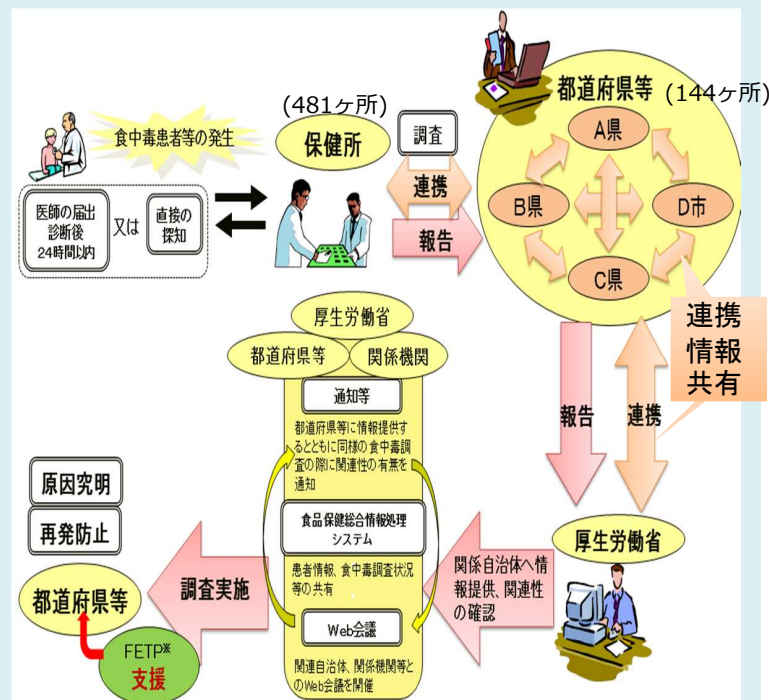 (481ヶ所)
食中毒患者等の発生
保健所
調査
医師の届出
診断後
24時間以内
又は
直接の
探知
連携
報告
都道府県等
(144ヶ所)
A県
B県
D市
C県
連携
情報
共有
報告
連携
厚生労働省
都道府県等
関係機関
通知等
都道府県等に情報提供す
るとともに同様の食中毒調
査の際に関連性の有無を
通知
食品保健総合情報処理
システム
患者情報、食中毒調査状況
等の共有
Web会議
関連自治体、関係機関等と
のWeb会議を開催
厚生労働省
関係自治体へ情
報提供、関連性
の確認
調査実施
原因究明
再発防止
都道府県等
FETP※
支援